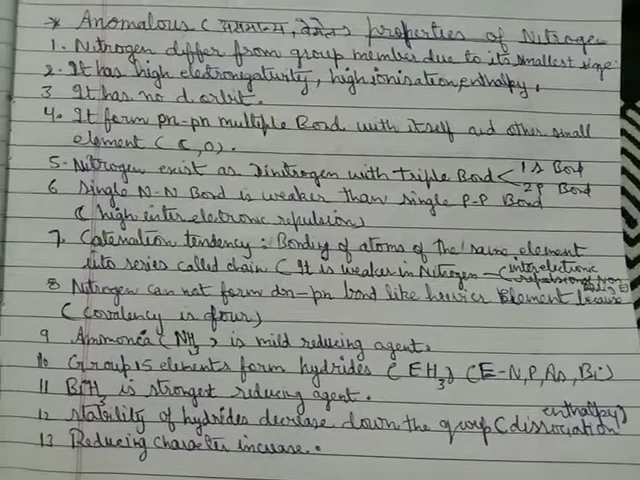 * Anomalous ( असमान्य, बेमेल ) properties of Nitrogen
1. Nitrogen differ from group member due to its smallest size.
2. It has high electronegaturity, high ionisation, enthalpy,
3 It has no d orbit.
4. It form pπ-pπ multiple Bond with itself and other small
element ( C, O).
5. Nitrogen exist as Dinitrogen with triple Bond < 1 s Bond
2 p Bond
6 Single N-N Bond is weaker than single P-P Bond
( high inter electronic repulsion)
7. Catenation tendency : Bonding of atoms of the same element
into series called chain ( It is weaker in Nitrogen - ( interelectronic
repulsion
8 Nitrogen can not form dπ-pπ bond like heavier Element because
( covalency is four)
9 Ammonca ( NH3 ) is mild reducing agent.
10 Group 15 elements form hydrides ( EH3) (E-N, P, As, Bi)
11 BiH3 is strongest reducing agent.
12 stability of hydrides decrease down the group ( dissociation enthalpy)
13 Reducing character increase.